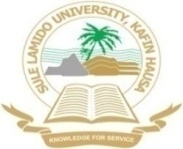 SULE LAMIDO UNIVERSITY, KAFIN HAUSA
KNOWLEDGE FOR SERVICE